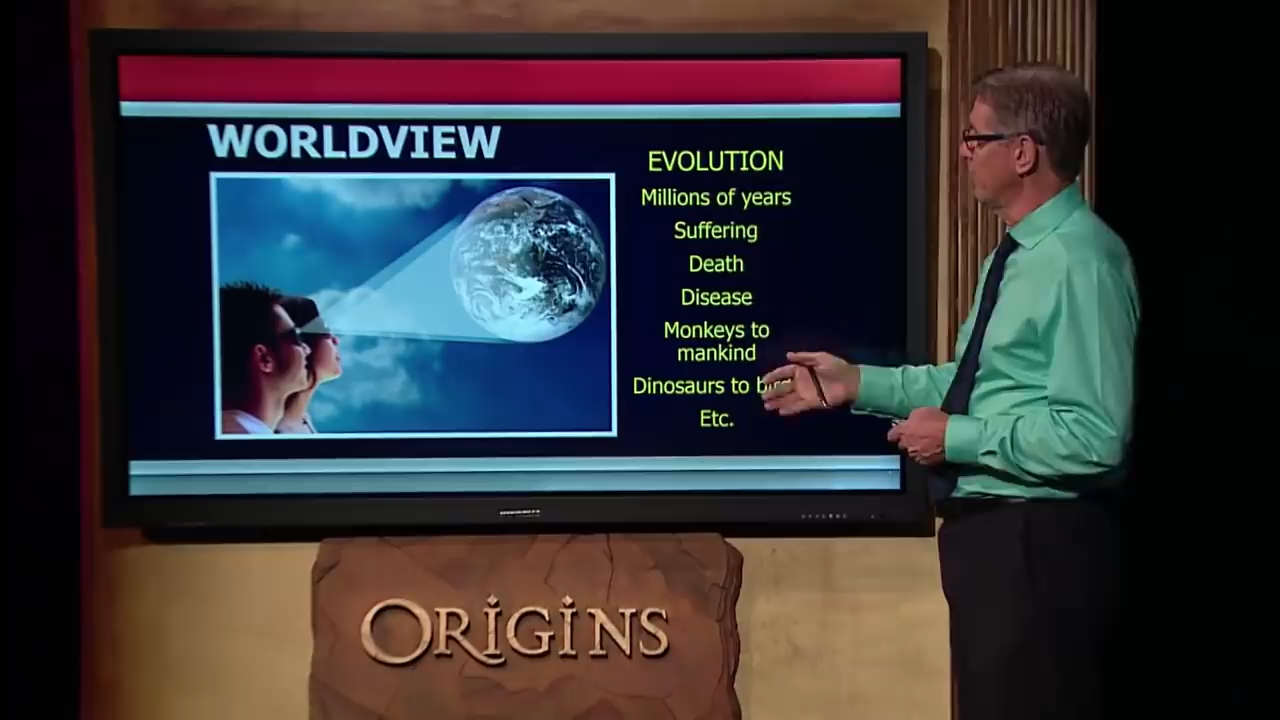 WORLDVIEW
EVOLUTION
Millions of years
Suffering
Death
Disease
Monkeys to
mankind
Dinosaurs to
Etc.
ORIGINS